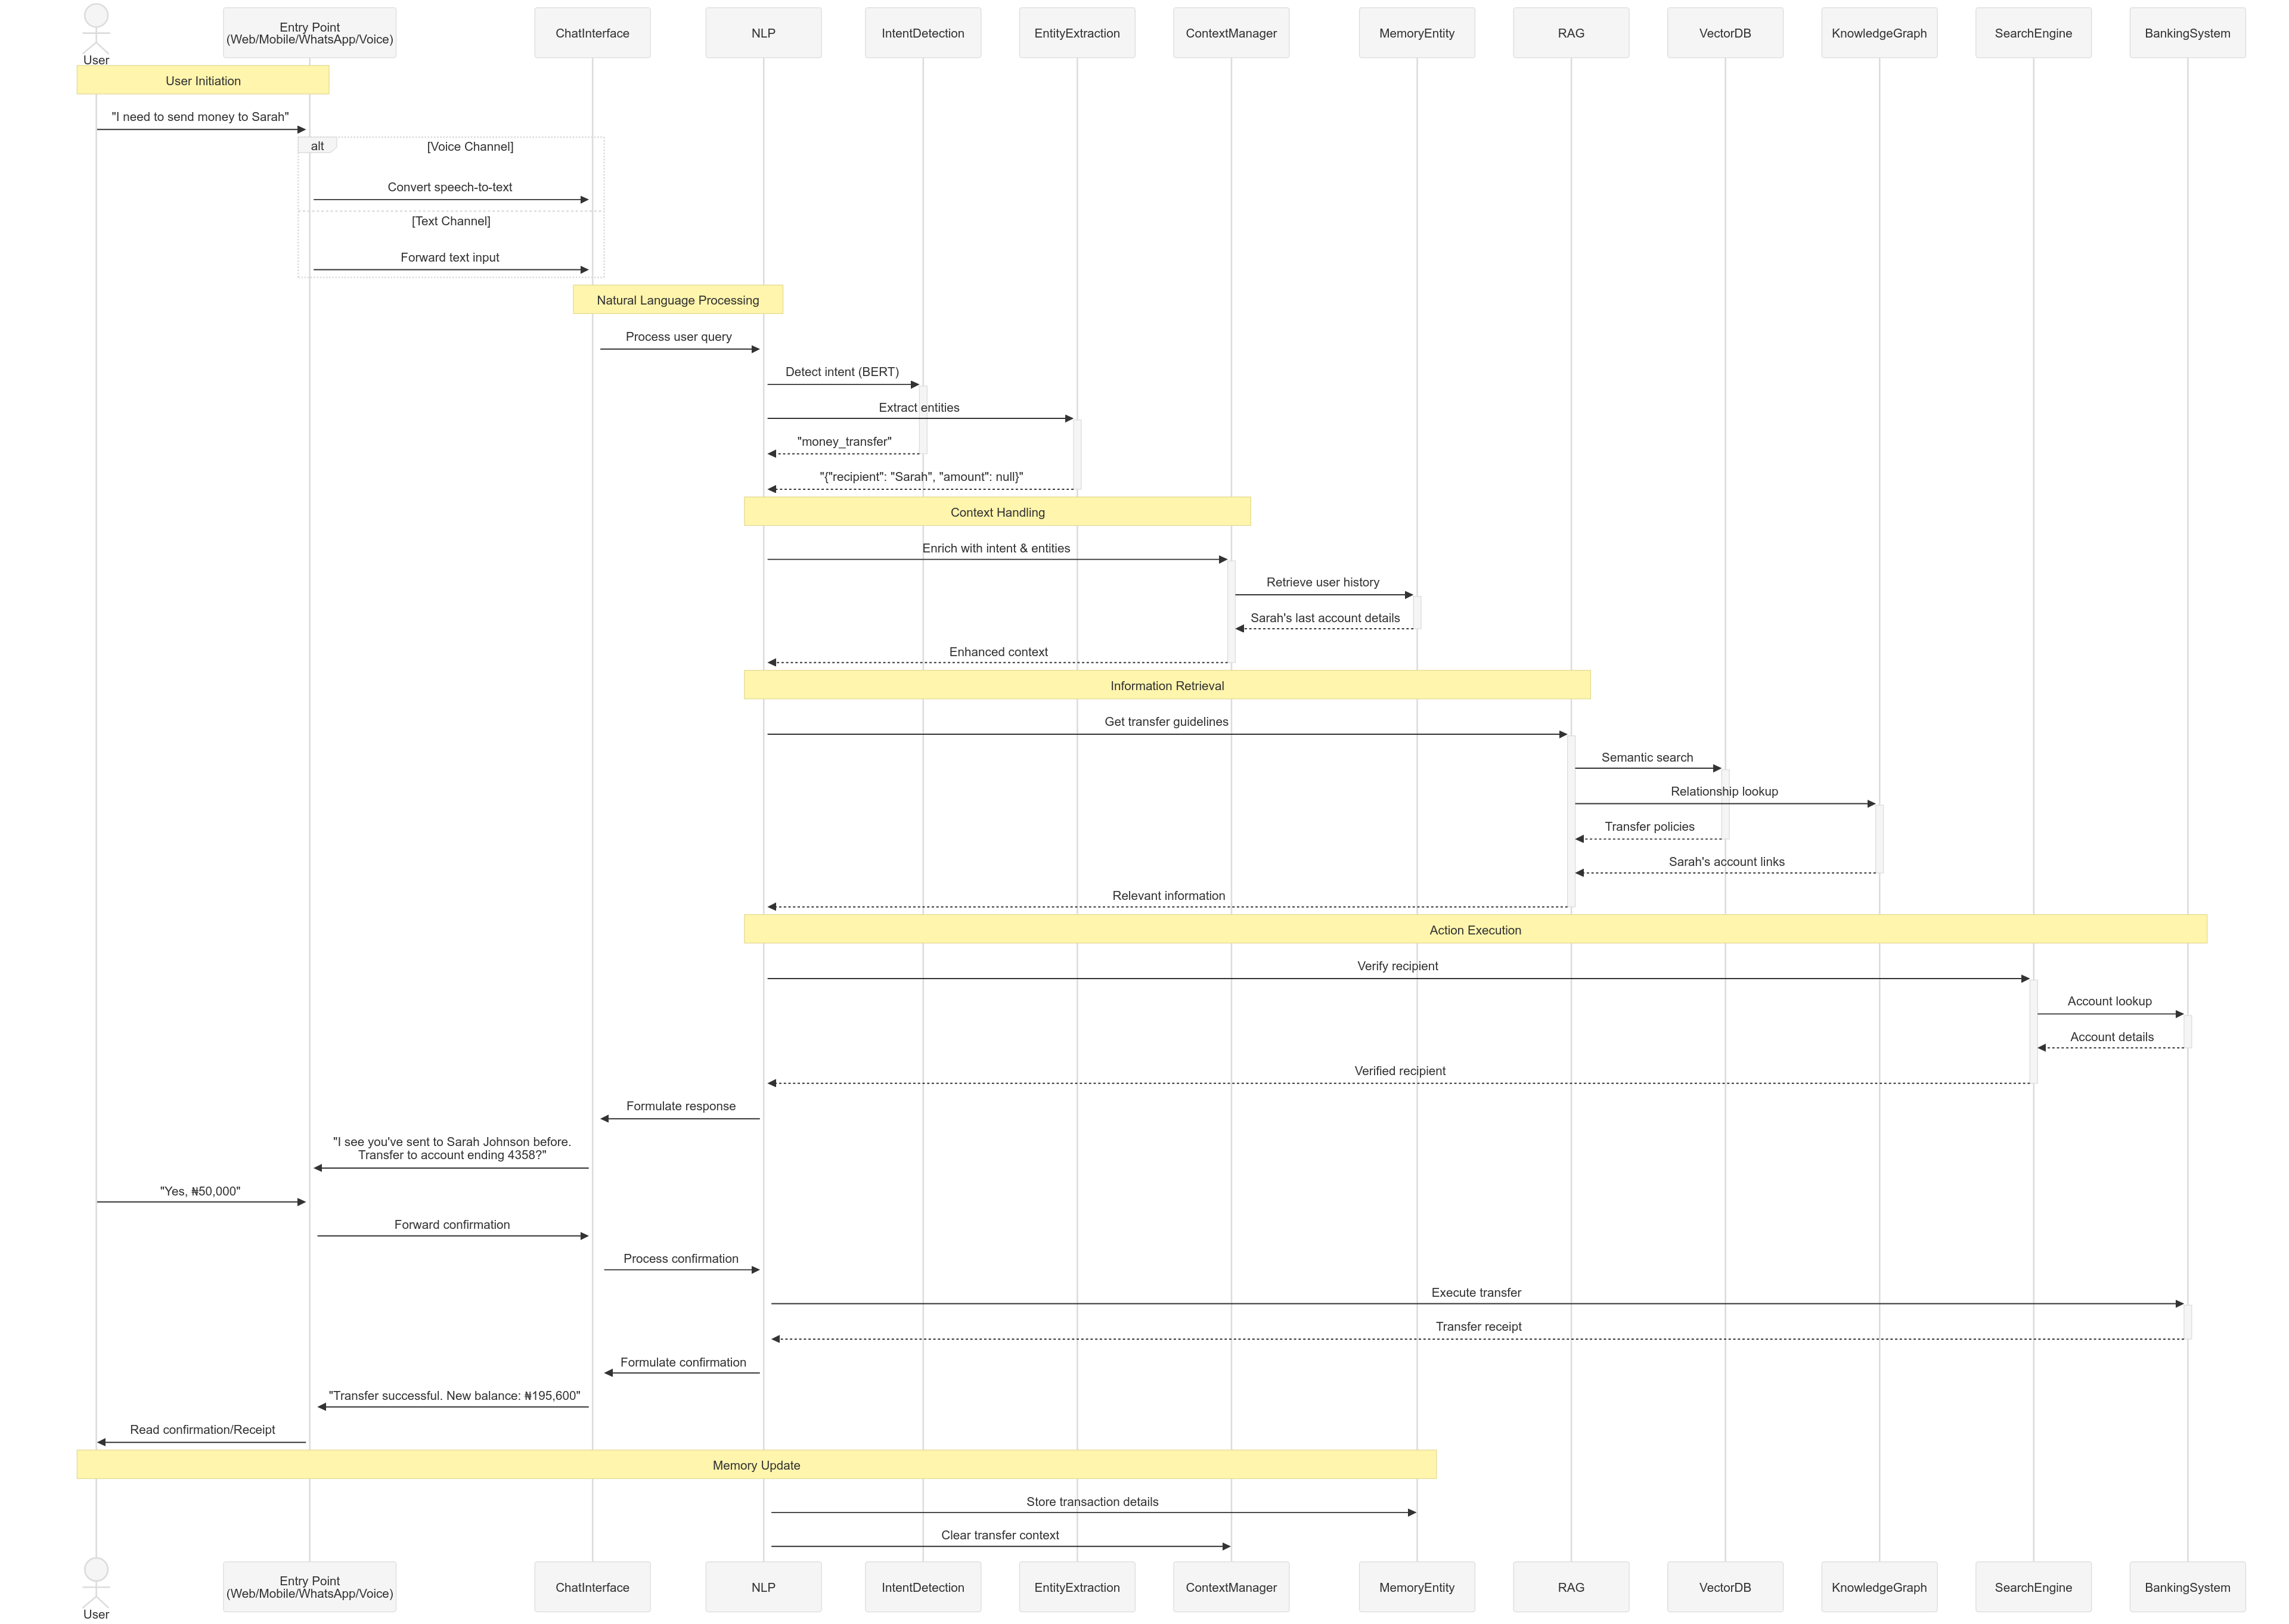 User
Entry Point
(Web/Mobile/WhatsApp/Voice)
ChatInterface
NLP
IntentDetection
EntityExtraction
ContextManager
MemoryEntity
RAG
VectorDB
KnowledgeGraph
SearchEngine
BankingSystem
User Initiation
"I need to send money to Sarah"
alt
[Voice Channel]
Convert speech-to-text
[Text Channel]
Forward text input
Natural Language Processing
Process user query
Detect intent (BERT)
Extract entities
"money_transfer"
"{"recipient": "Sarah", "amount": null}"
Context Handling
Enrich with intent & entities
Retrieve user history
Sarah's last account details
Enhanced context
Information Retrieval
Get transfer guidelines
Semantic search
Relationship lookup
Transfer policies
Sarah's account links
Relevant information
Action Execution
Verify recipient
Account lookup
Account details
Verified recipient
Formulate response
"I see you've sent to Sarah Johnson before.
Transfer to account ending 4358?"
"Yes, ₦50,000"
Forward confirmation
Process confirmation
Execute transfer
Transfer receipt
Formulate confirmation
"Transfer successful. New balance: ₦195,600"
Read confirmation/Receipt
Memory Update
Store transaction details
Clear transfer context
User
Entry Point
(Web/Mobile/WhatsApp/Voice)
ChatInterface
NLP
IntentDetection
EntityExtraction
ContextManager
MemoryEntity
RAG
VectorDB
KnowledgeGraph
SearchEngine
BankingSystem